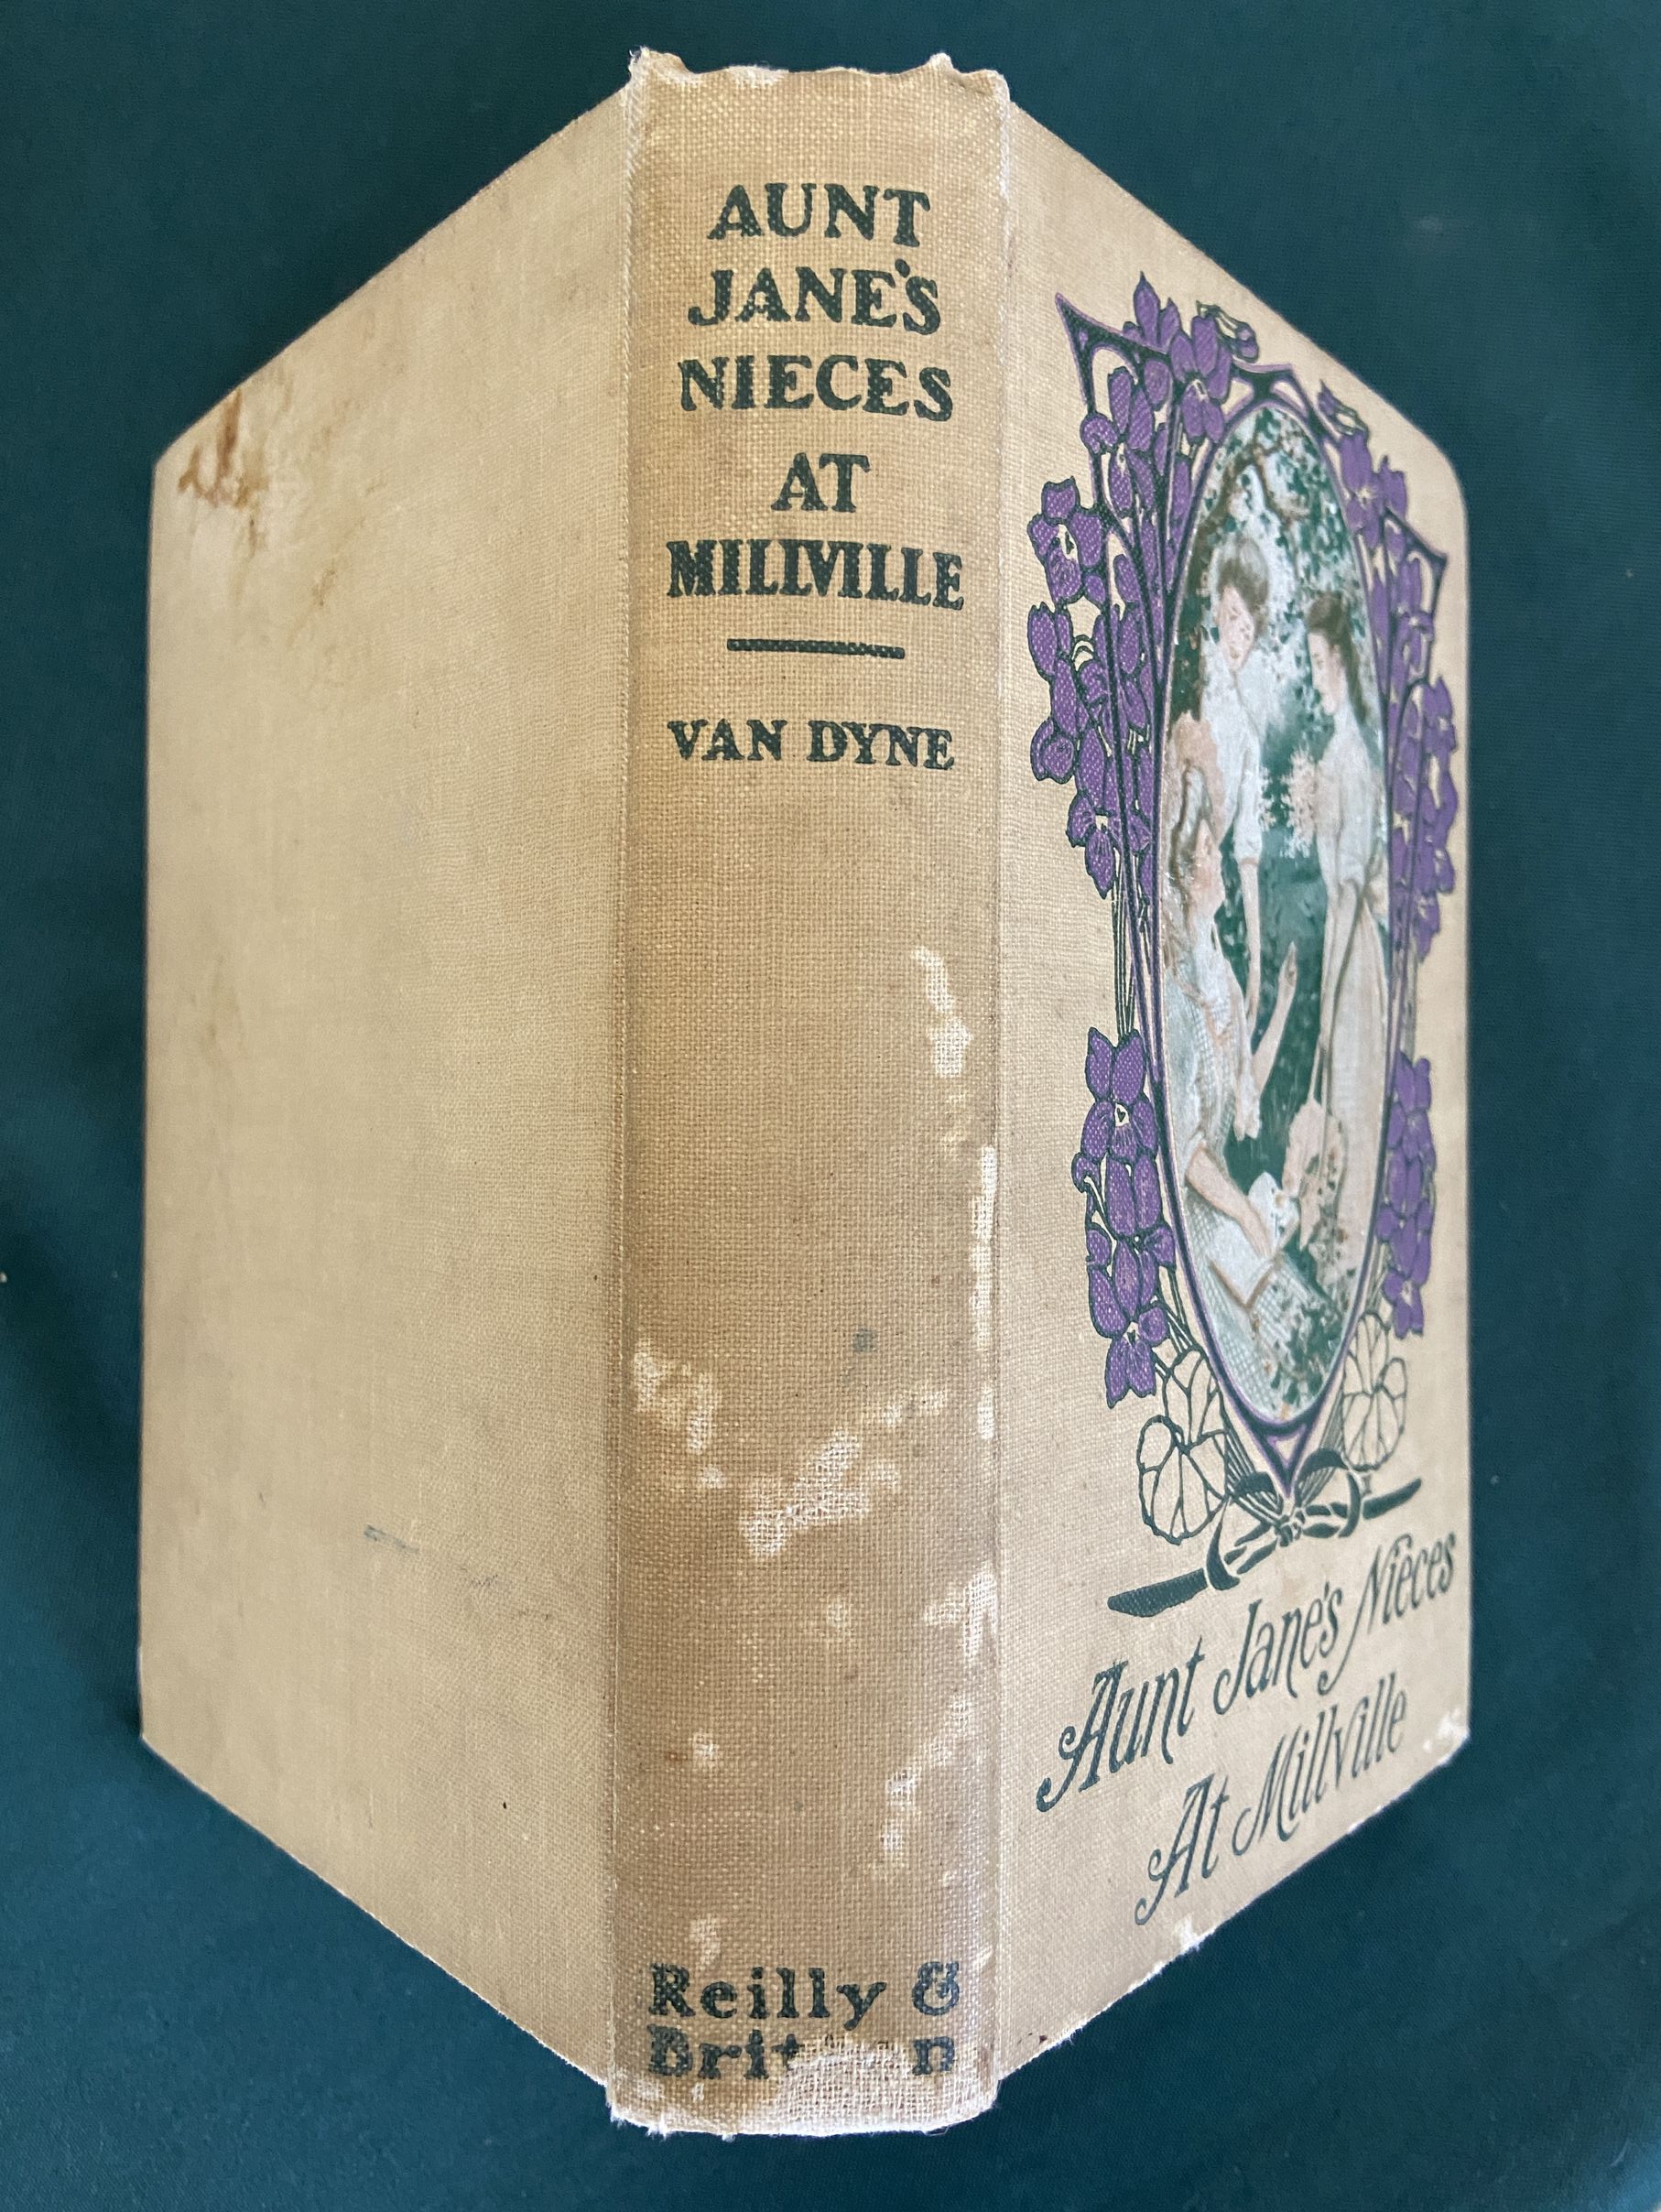 AUNT
JANE'S
NIECES
AT
MILLVILLE
VAN DYNE
Reilly &
Aunt Jane's Nieces
At Millville